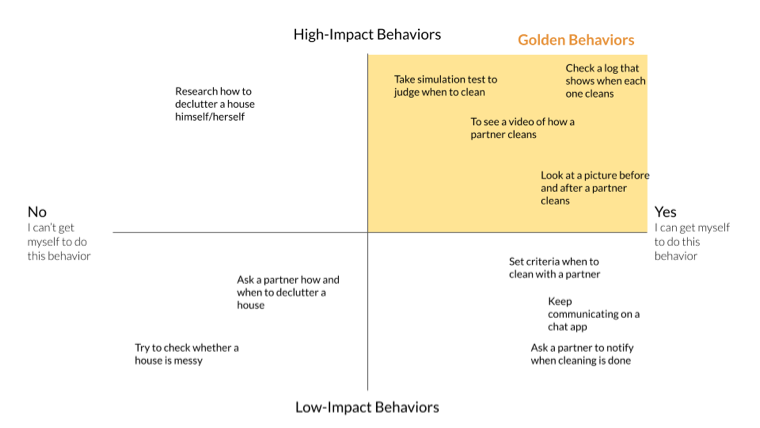 High-Impact Behaviors
Golden Behaviors
Research how to
declutter a house
himself/herself
Take simulation test to
judge when to clean
Check a log that
shows when each
one cleans
To see a video of how a
partner cleans
Look at a picture before
and after a partner
cleans
No
I can't get
myself to do
this behavior
Yes
I can get myself
to do this
behavior
Ask a partner how and
when to declutter a
house
Try to check whether a
house is messy
Set criteria when to
clean with a partner
Keep
communicating on a
chat app
Ask a partner to notify
when cleaning is done
Low-Impact Behaviors